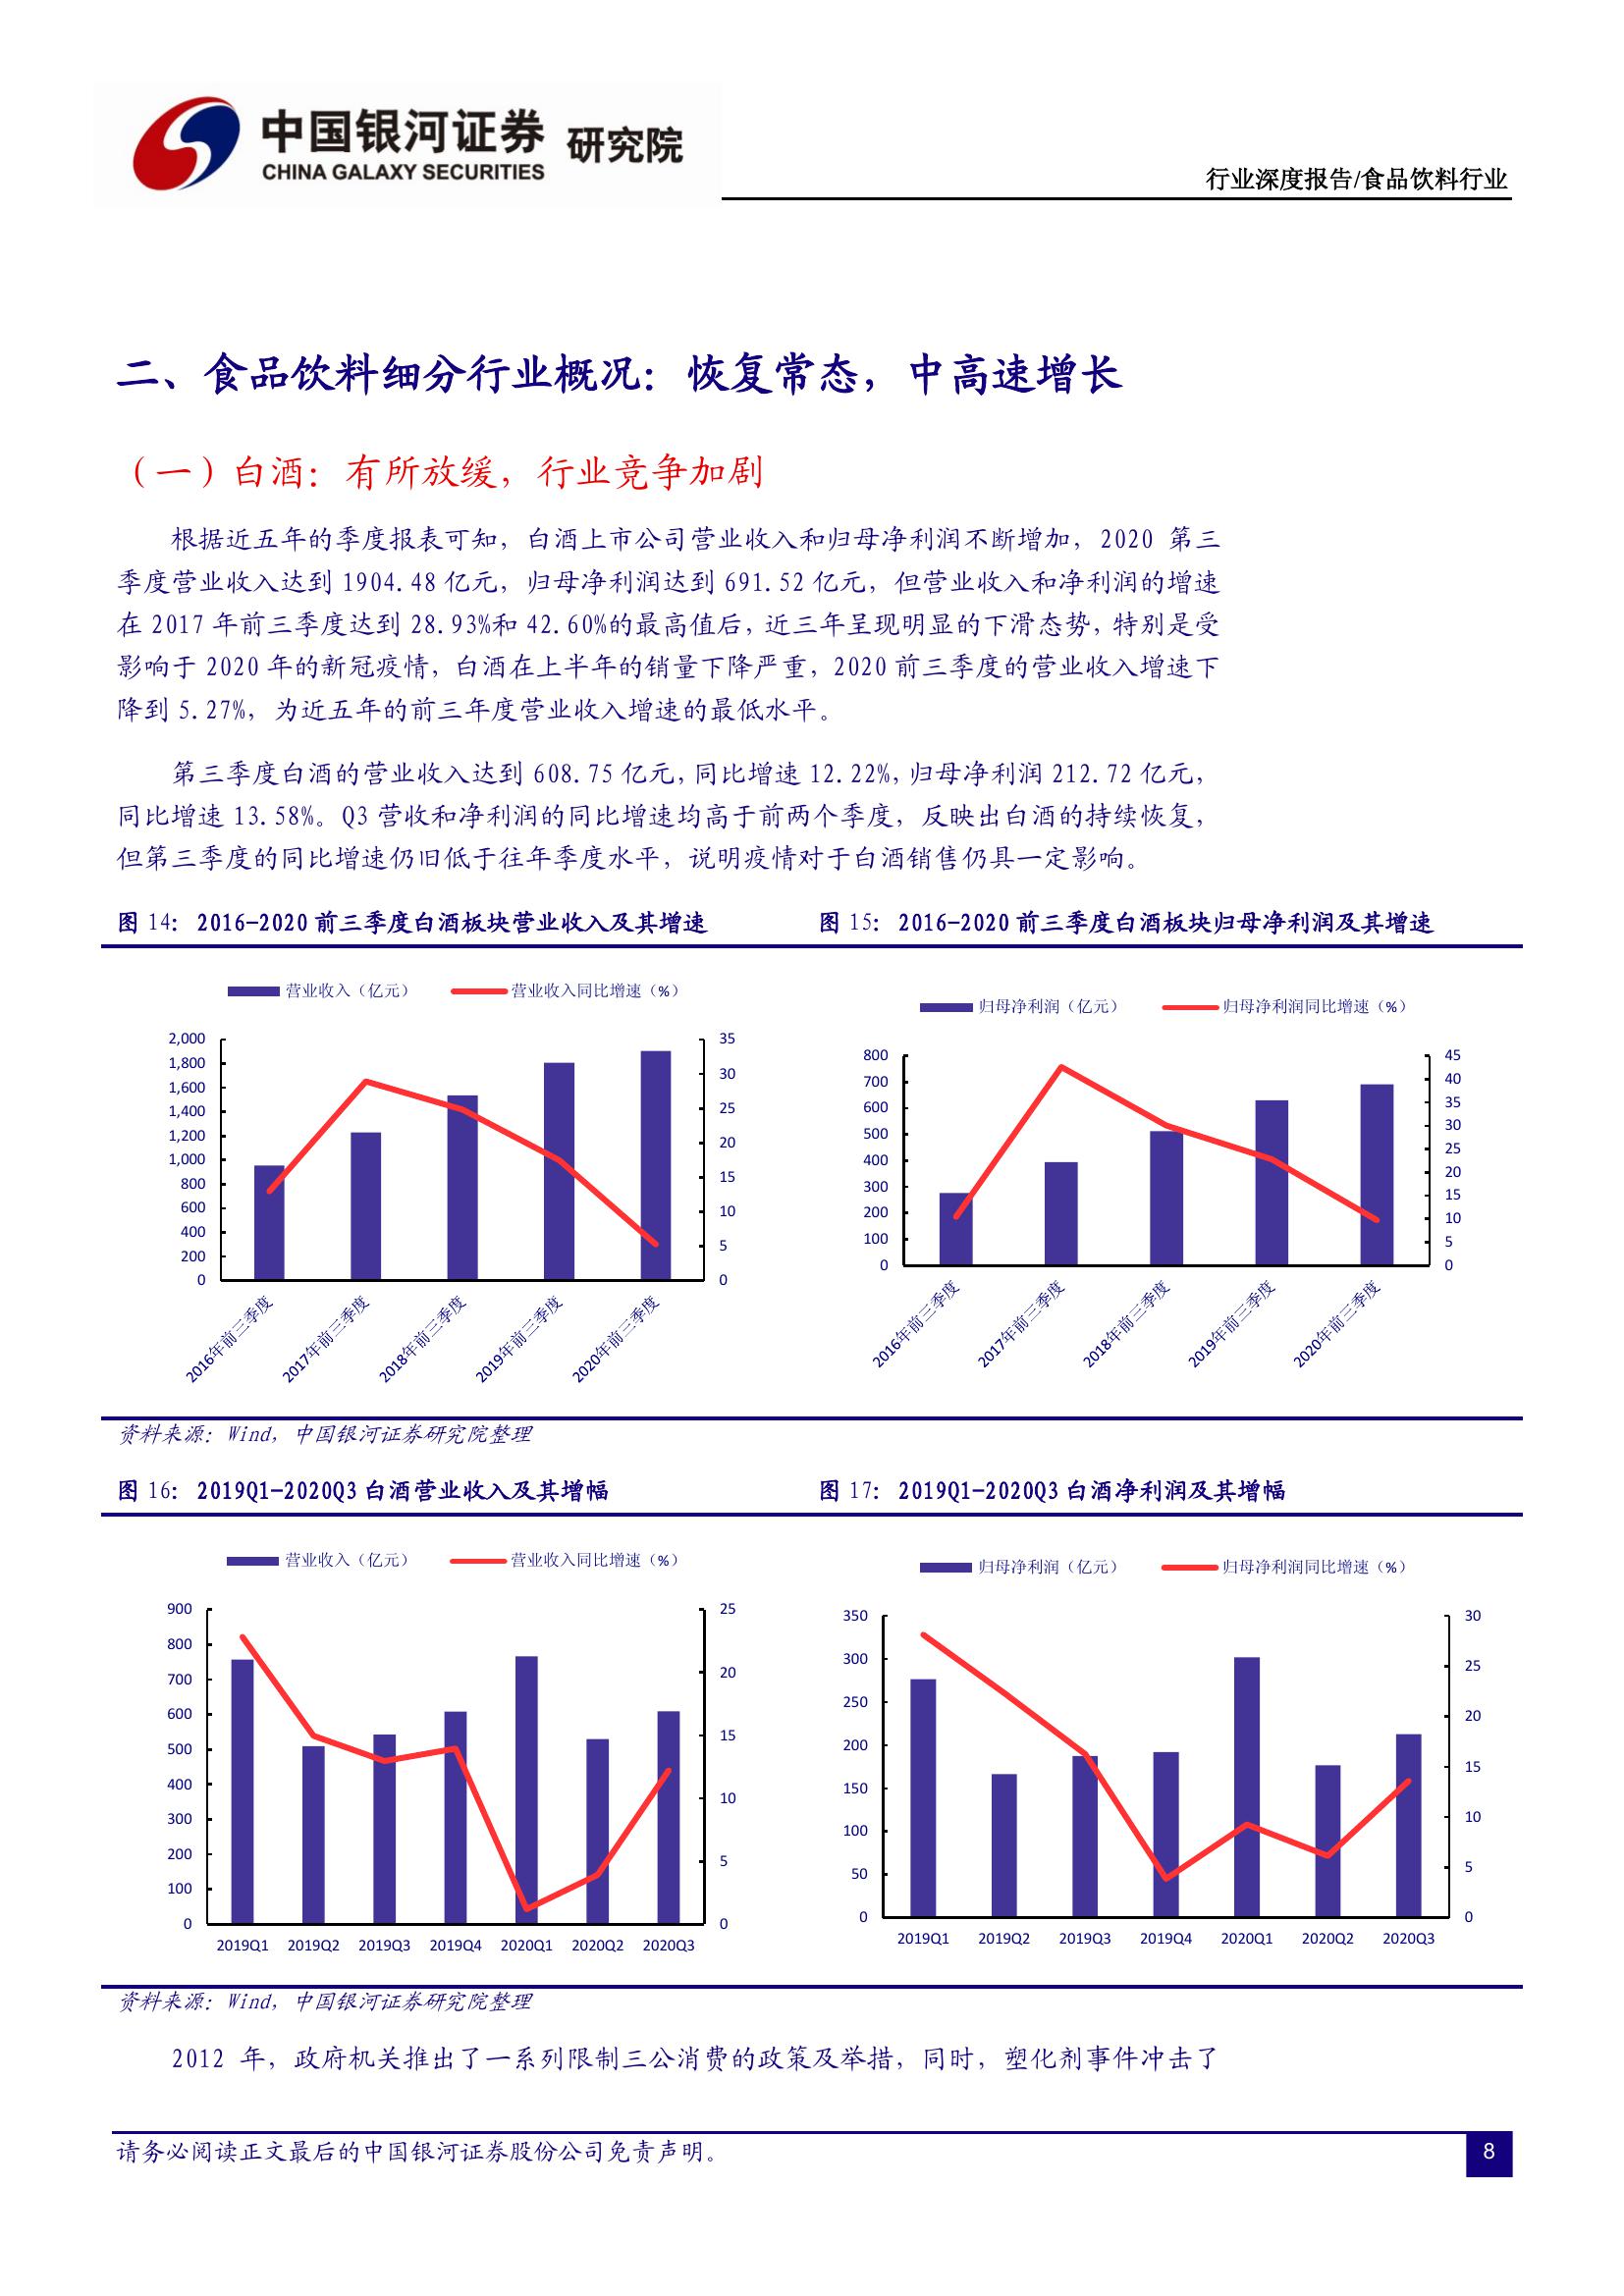 中国银河证券 研究院
CHINA GALAXY SECURITIES
行业深度报告/食品饮料行业
二、食品饮料细分行业概况：恢复常态，中高速增长
（一）白酒：有所放缓，行业竞争加剧
根据近五年的季度报表可知，白酒上市公司营业收入和归母净利润不断增加，2020 第三
季度营业收入达到 1904.48 亿元，归母净利润达到 691.52 亿元，但营业收入和净利润的增速
在 2017 年前三季度达到 28.93%和 42.60%的最高值后，近三年呈现明显的下滑态势，特别是受
影响于 2020 年的新冠疫情，白酒在上半年的销量下降严重，2020 前三季度的营业收入增速下
降到 5.27%，为近五年的前三年度营业收入增速的最低水平。
第三季度白酒的营业收入达到 608.75 亿元，同比增速 12.22%，归母净利润 212.72 亿元，
同比增速 13.58%。Q3 营收和净利润的同比增速均高于前两个季度，反映出白酒的持续恢复，
但第三季度的同比增速仍旧低于往年季度水平，说明疫情对于白酒销售仍具一定影响。
图 14： 2016-2020 前三季度白酒板块营业收入及其增速
营业收入（亿元） 营业收入同比增速（%）
2,000 35
1,800 30
1,600 25
1,400 20
1,200 15
1,000 10
800 5
600 0
400
200
0
2016年前三季度 2017年前三季度 2018年前三季度 2019年前三季度 2020年前三季度
图 15： 2016-2020 前三季度白酒板块归母净利润及其增速
归母净利润（亿元） 归母净利润同比增速（%）
800 45
700 40
600 35
500 30
400 25
300 20
200 15
100 10
0 5
0
2016年前三季度 2017年前三季度 2018年前三季度 2019年前三季度 2020年前三季度
资料来源：Wind，中国银河证券研究院整理
图 16： 2019Q1-2020Q3 白酒营业收入及其增幅
营业收入（亿元） 营业收入同比增速（%）
900 25
800 20
700 15
600 10
500 5
400 0
300
200
100
0
2019Q1 2019Q2 2019Q3 2019Q4 2020Q1 2020Q2 2020Q3
图 17： 2019Q1-2020Q3 白酒净利润及其增幅
归母净利润（亿元） 归母净利润同比增速（%）
350 30
300 25
250 20
200 15
150 10
100 5
50 0
0
2019Q1 2019Q2 2019Q3 2019Q4 2020Q1 2020Q2 2020Q3
资料来源：Wind，中国银河证券研究院整理
2012 年，政府机关推出了一系列限制三公消费的政策及举措，同时，塑化剂事件冲击了
请务必阅读正文最后的中国银河证券股份公司免责声明。
8